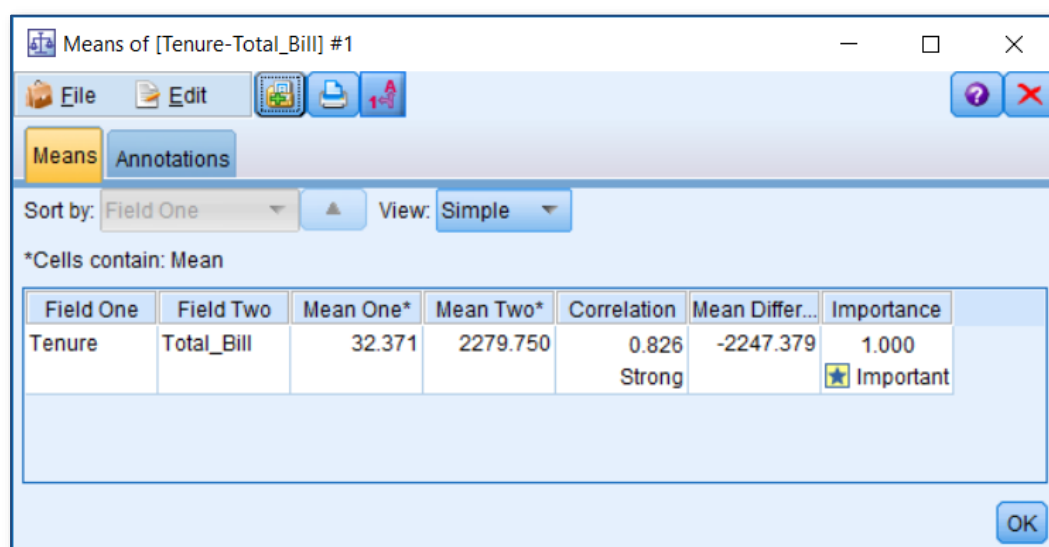 Means of [Tenure-Total_Bill] #1
File Edit
Means Annotations
Sort by: Field One View: Simple
*Cells contain: Mean
Field One Field Two Mean One* Mean Two* Correlation Mean Differ... Importance
Tenure Total_Bill 32.371 2279.750 0.826 -2247.379 1.000
Strong Important
OK